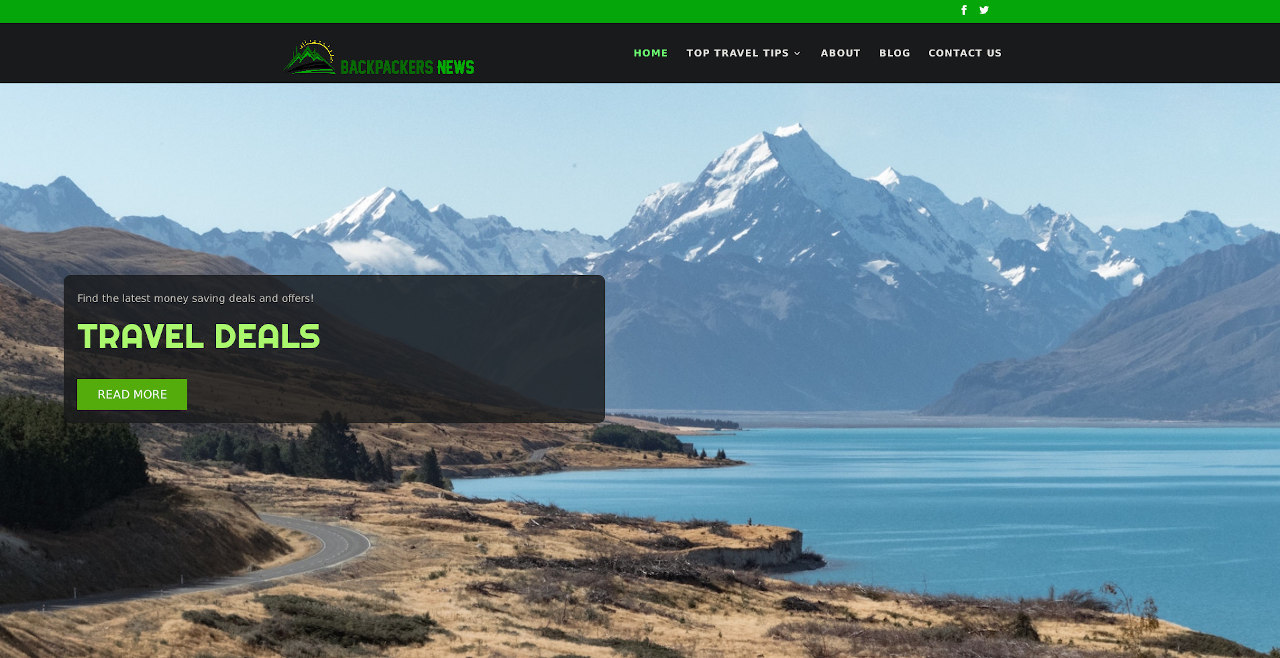 BACKPACKERS NEWS
HOME TOP TRAVEL TIPS ABOUT BLOG CONTACT US
Find the latest money saving deals and offers!
TRAVEL DEALS
READ MORE